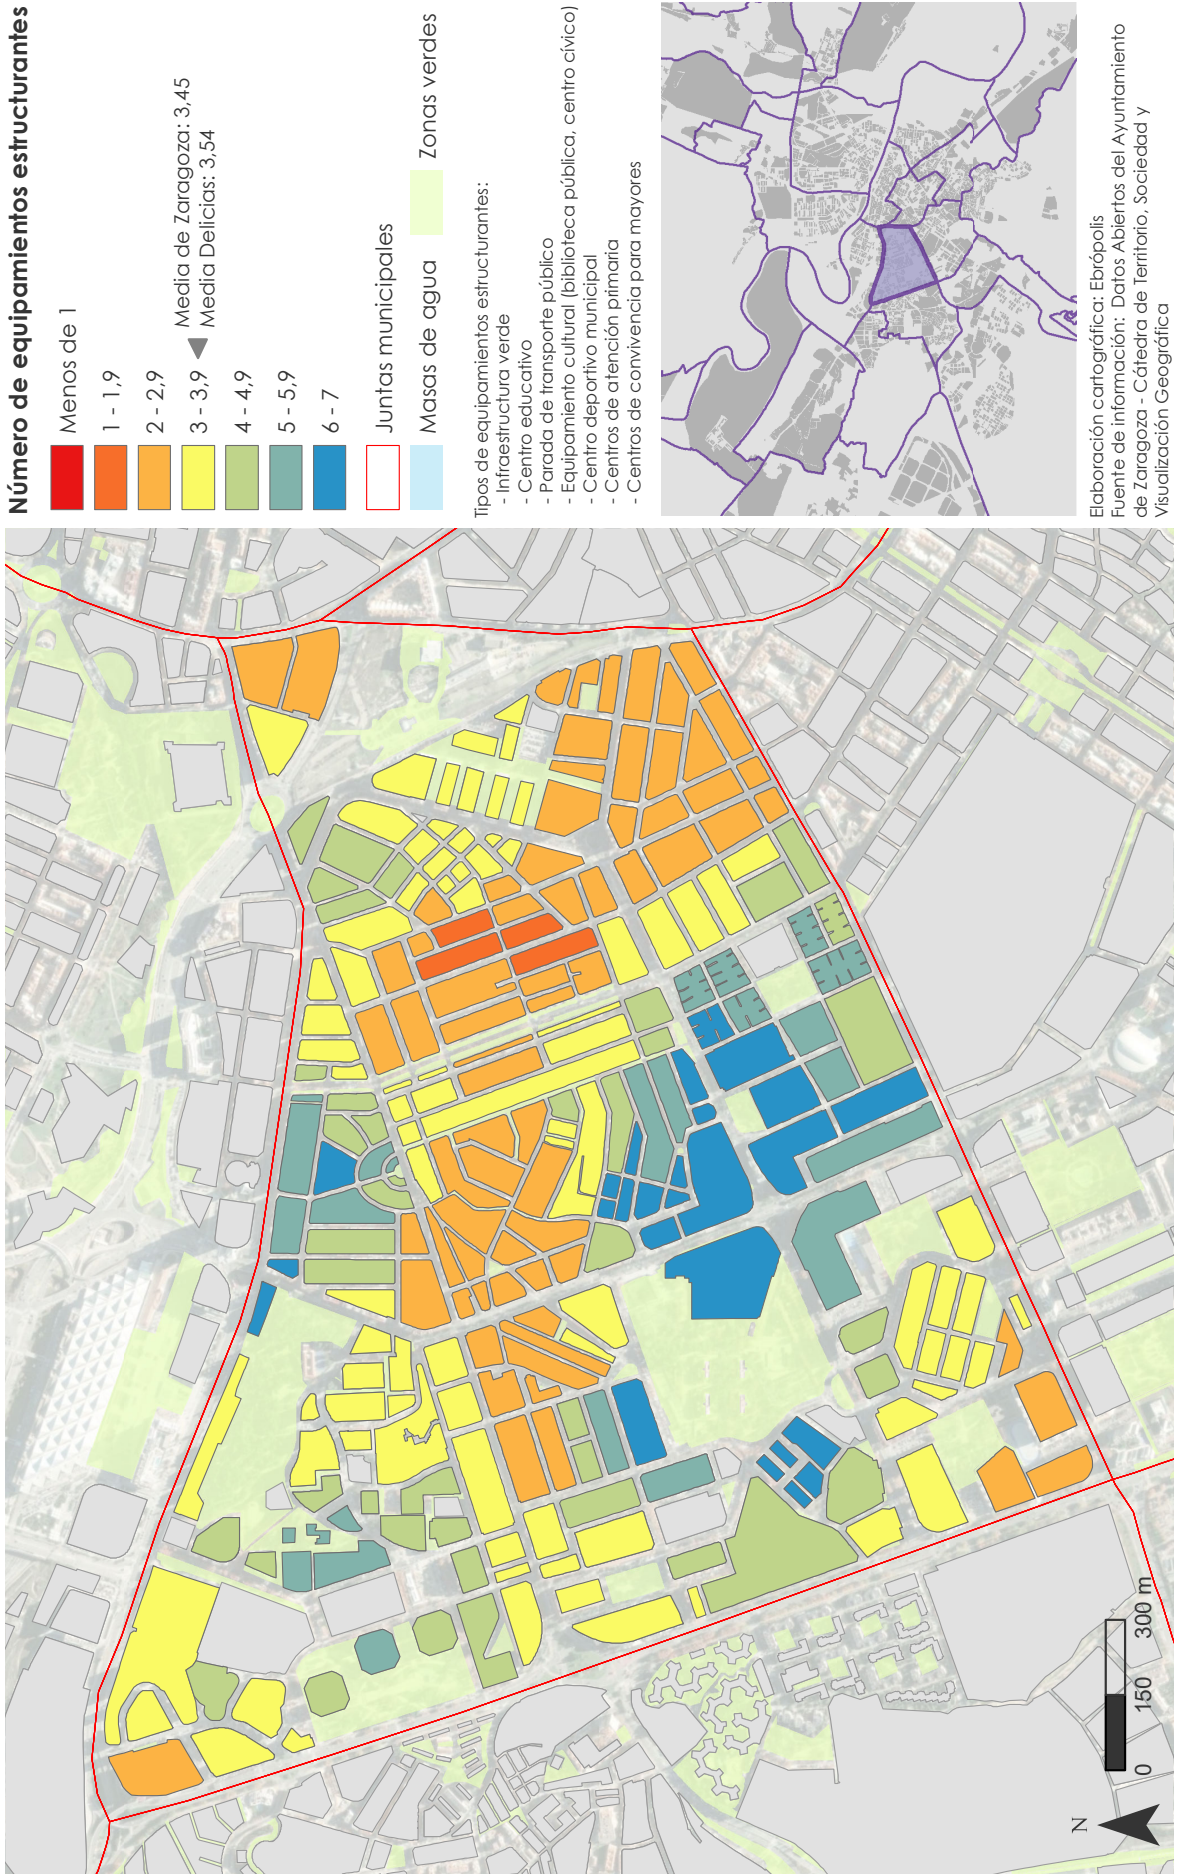 Número de equipamientos estructurantes
Menos de 1
1 - 1,9
2 - 2,9
3 - 3,9
4 - 4,9
5 - 5,9
6 - 7
Media de Zaragoza: 3,45
Media Delicias: 3,54
Juntas municipales
Masas de agua
Zonas verdes
Tipos de equipamientos estructurantes:
- Infraestructura verde
- Centro educativo
- Parada de transporte público
- Equipamiento cultural (biblioteca pública, centro cívico)
- Centro deportivo municipal
- Centros de atención primaria
- Centros de convivencia para mayores
Elaboración cartográfica: Ebrópolis
Fuente de información: Datos Abiertos del Ayuntamiento
de Zaragoza - Cátedra de Territorio, Sociedad y
Visualización Geográfica
N
0 150 300 m